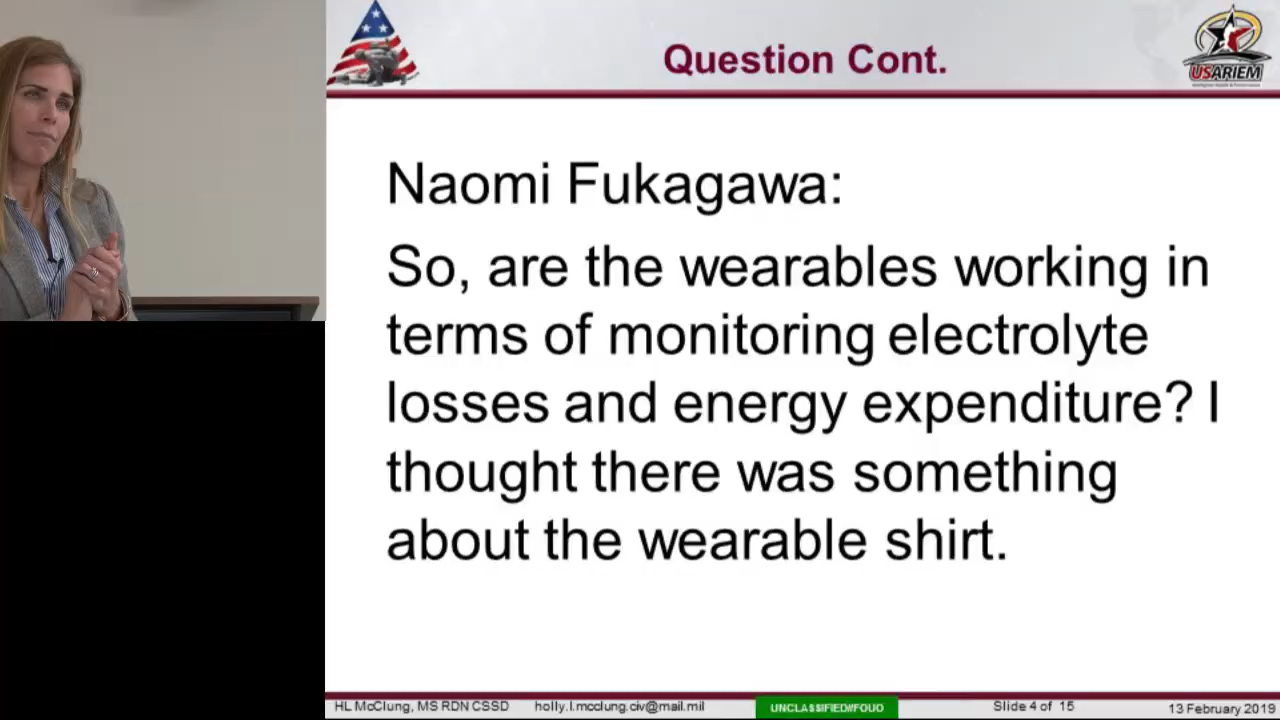 Question Cont.
USARIEM
Naomi Fukagawa:
So, are the wearables working in
terms of monitoring electrolyte
losses and energy expenditure? I
thought there was something
about the wearable shirt.
HL McClung, MS RDN CSSD holly.l.mcclung.civ@mail.mil UNCLASSIFIED//FOUO Slide 4 of 15 13 February 2019